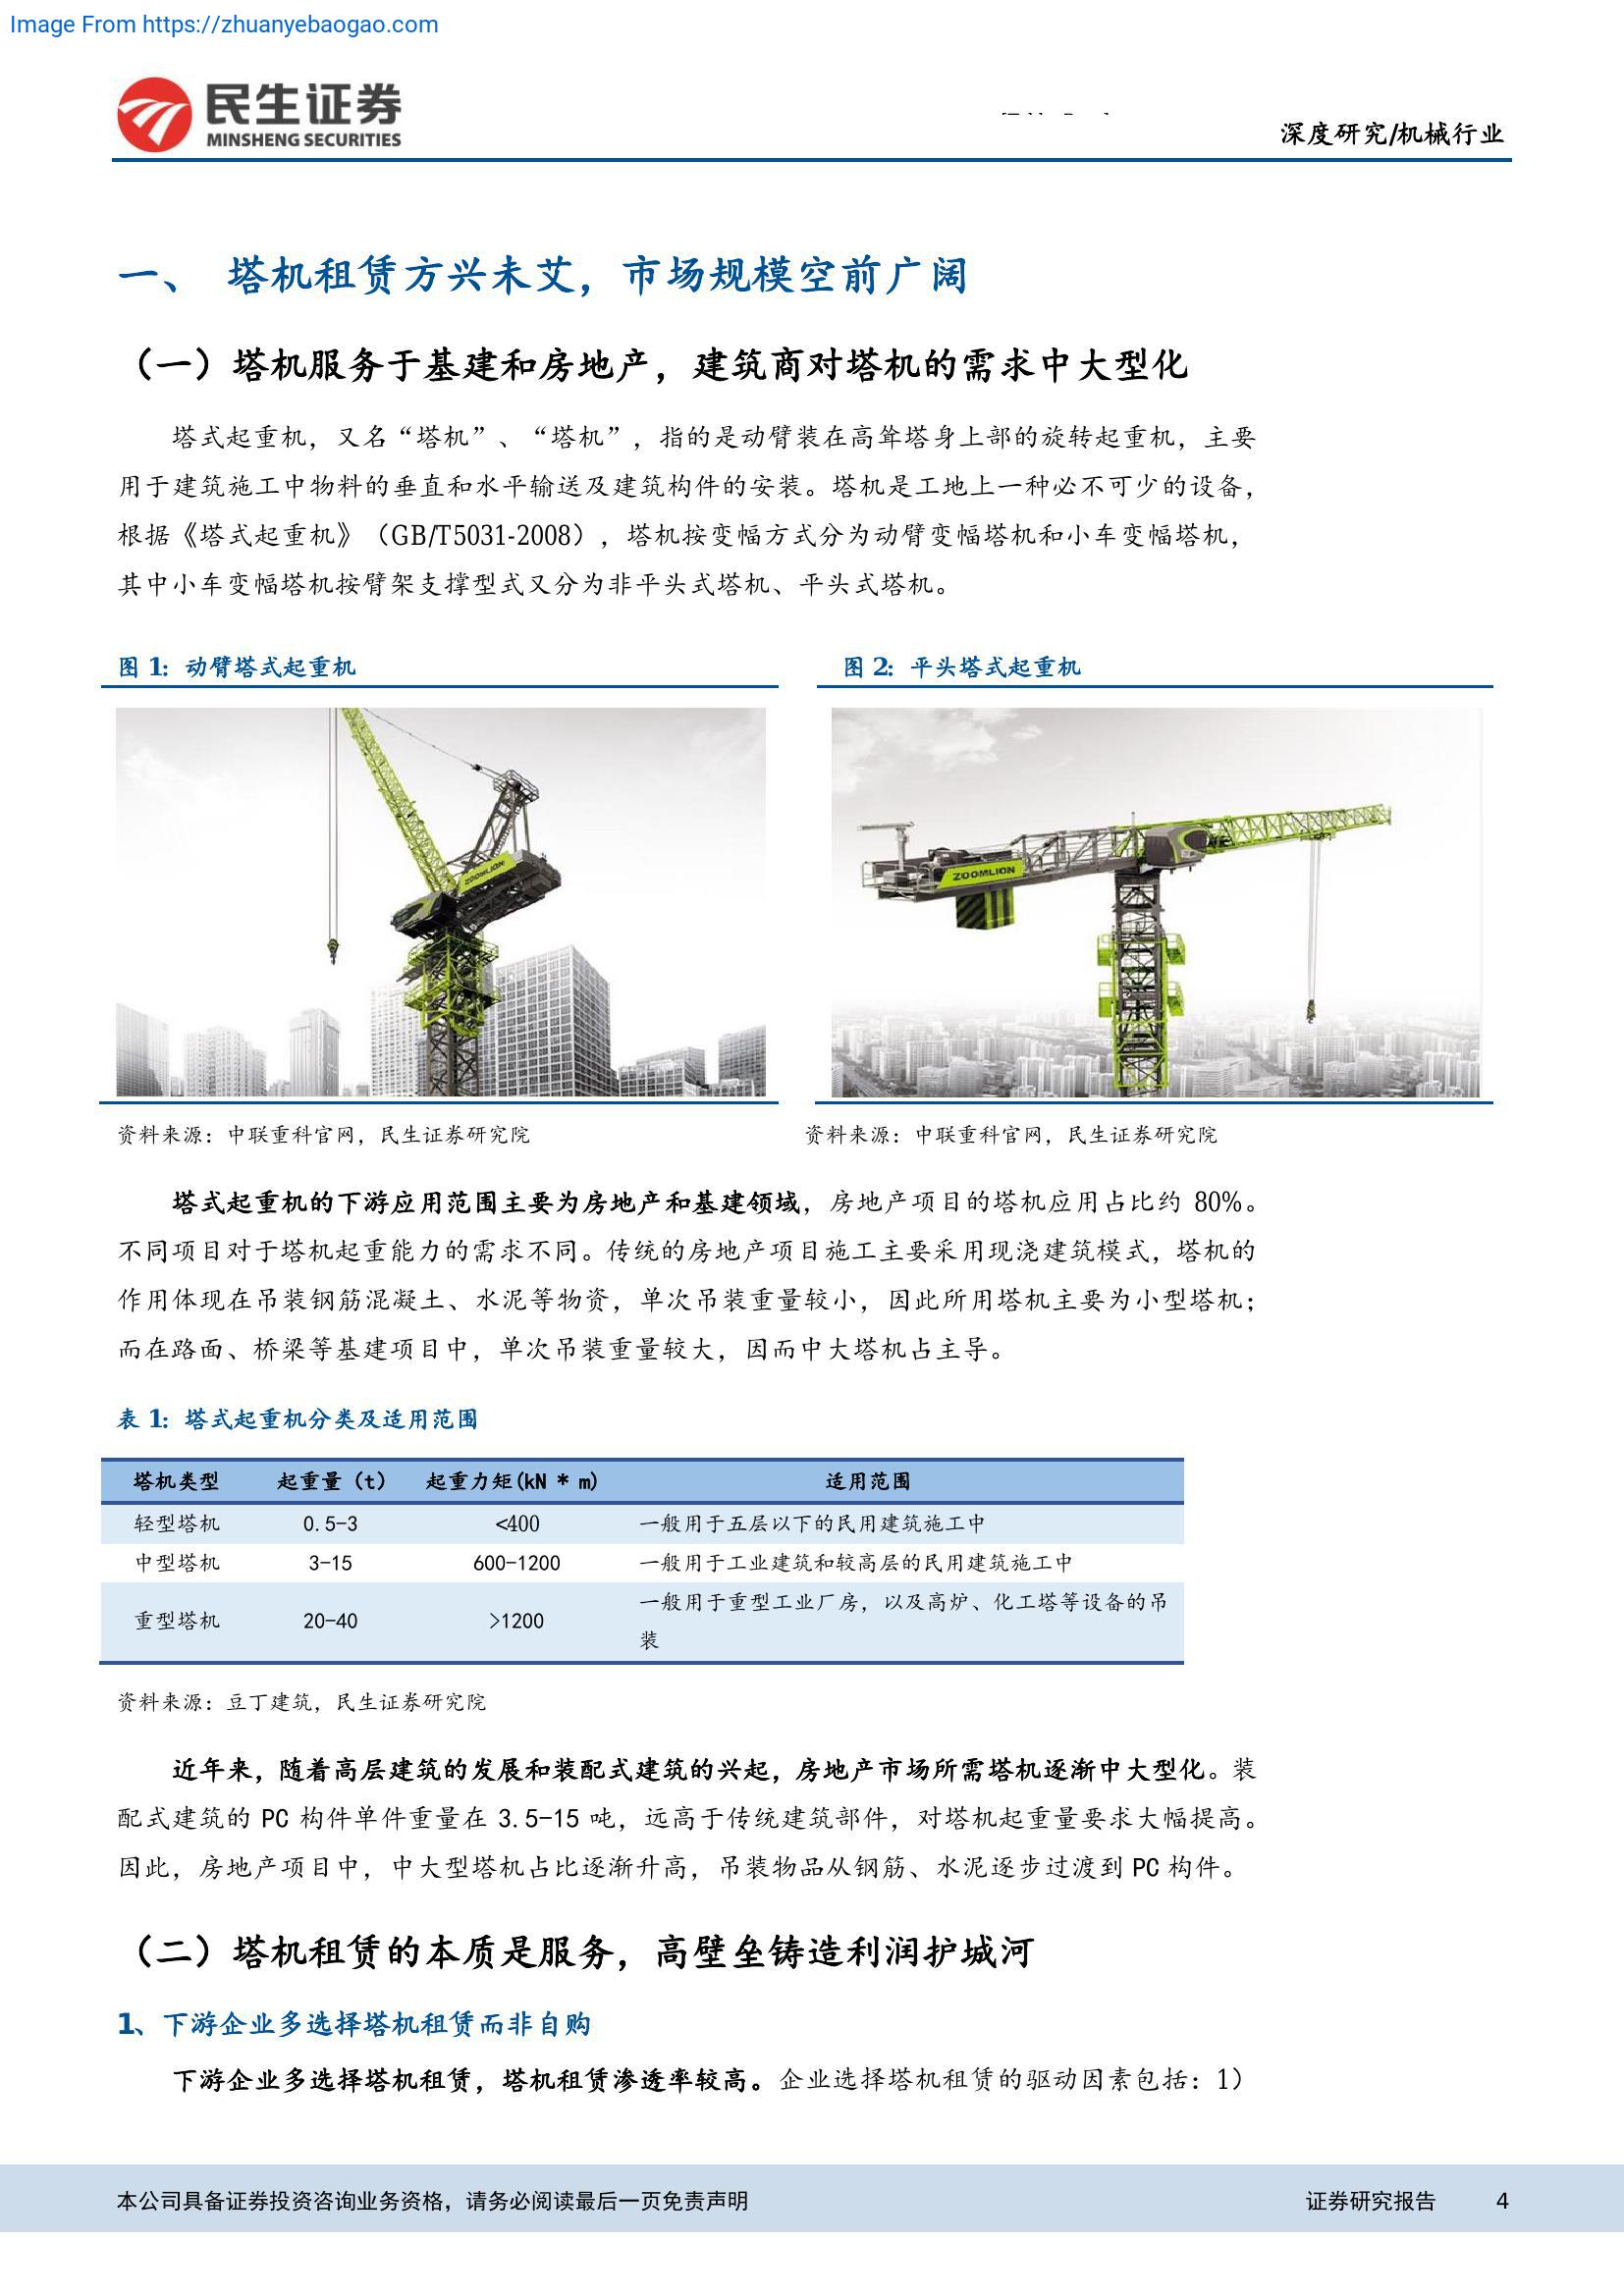 Image From https://zhuanyebaogao.com
民生证券
MINSHENG SECURITIES
深度研究/机械行业
一、 塔机租赁方兴未艾，市场规模空前广阔
（一）塔机服务于基建和房地产，建筑商对塔机的需求中大型化
塔式起重机，又名“塔机”、“塔机”，指的是动臂装在高耸塔身上部的旋转起重机，主要
用于建筑施工中物料的垂直和水平输送及建筑构件的安装。塔机是工地上一种必不可少的设备，
根据《塔式起重机》（GB/T5031-2008），塔机按变幅方式分为动臂变幅塔机和小车变幅塔机，
其中小车变幅塔机按臂架支撑型式又分为非平头式塔机、平头式塔机。
图 1：动臂塔式起重机
图 2：平头塔式起重机
ZOOMLION
ZOOMLION
资料来源：中联重科官网，民生证券研究院
资料来源：中联重科官网，民生证券研究院
塔式起重机的下游应用范围主要为房地产和基建领域，房地产项目的塔机应用占比约 80%。
不同项目对于塔机起重能力的需求不同。传统的房地产项目施工主要采用现浇建筑模式，塔机的
作用体现在吊装钢筋混凝土、水泥等物资，单次吊装重量较小，因此所用塔机主要为小型塔机；
而在路面、桥梁等基建项目中，单次吊装重量较大，因而中大塔机占主导。
表 1：塔式起重机分类及适用范围
塔机类型 起重量（t） 起重力矩(kN * m) 适用范围
轻型塔机 0.5-3 <400 一般用于五层以下的民用建筑施工中
中型塔机 3-15 600-1200 一般用于工业建筑和较高层的民用建筑施工中
重型塔机 20-40 >1200 一般用于重型工业厂房，以及高炉、化工塔等设备的吊
装
资料来源：豆丁建筑，民生证券研究院
近年来，随着高层建筑的发展和装配式建筑的兴起，房地产市场所需塔机逐渐中大型化。装
配式建筑的 PC 构件单件重量在 3.5-15 吨，远高于传统建筑部件，对塔机起重量要求大幅提高。
因此，房地产项目中，中大型塔机占比逐渐升高，吊装物品从钢筋、水泥逐步过渡到 PC 构件。
（二）塔机租赁的本质是服务，高壁垒铸造利润护城河
1、下游企业多选择塔机租赁而非自购
下游企业多选择塔机租赁，塔机租赁渗透率较高。企业选择塔机租赁的驱动因素包括：1）
本公司具备证券投资咨询业务资格，请务必阅读最后一页免责声明
证券研究报告 4